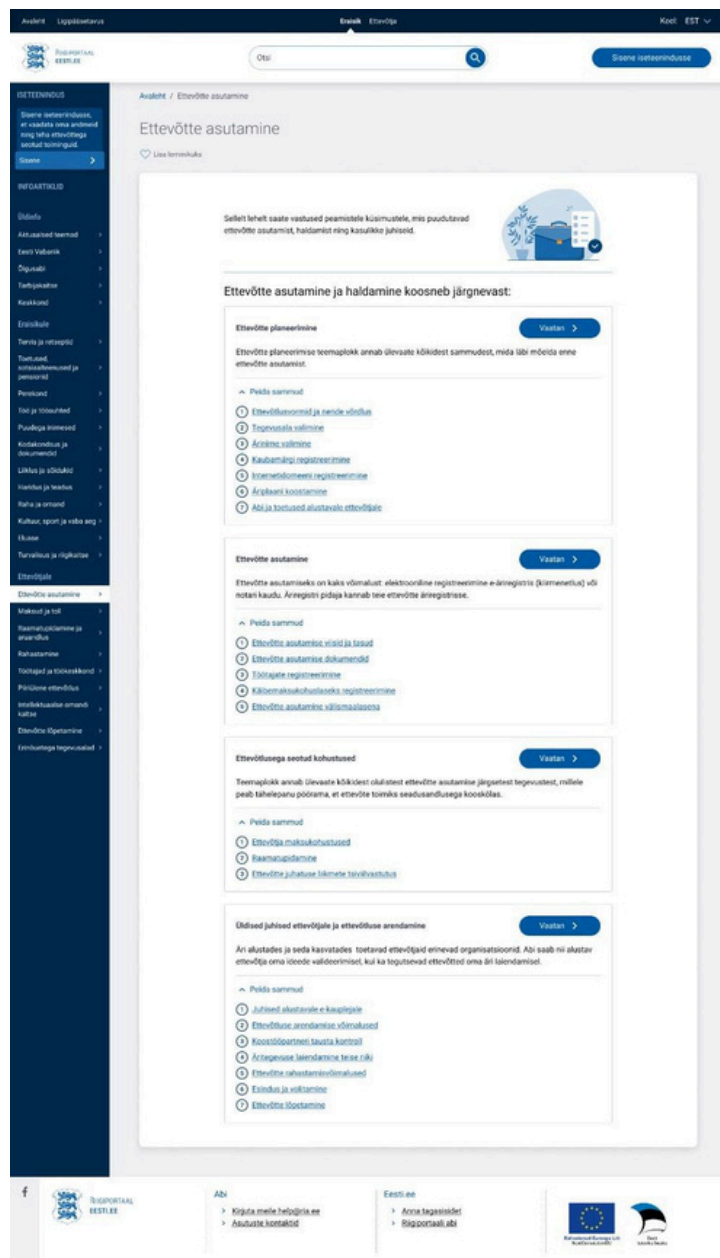 Avaleht Ligipääsetavus Eraisik Ettevõtja Keel: EST
RIIGIPORTAAL
EESTI.EE
Otsi
Sisene iseteenindusse
ISETEENINDUS
Sisene iseteenindusse,
et vaadata oma andmeid
ning teha ettevõttega
seotud toiminguid.
Sisene
INFOARTIKLID
Üldinfo
Aktuaalsed teemad
Eesti Vabariik
Õigusabi
Tarbijakaitse
Keskkond
Eraisikule
Tervis ja retseptid
Toetused,
sotsiaalteenused ja
pensionid
Perekond
Töö ja töösuhted
Puudega inimesed
Kodakondsus ja
dokumendid
Liiklus ja sõidukid
Haridus ja teadus
Raha ja omand
Kultuur, sport ja vaba aeg
Eluase
Turvalisus ja riigikaitse
Ettevõtjale
Ettevõtte asutamine
Maksud ja toll
Raamatupidamine ja
aruandlus
Rahastamine
Töötajad ja töökeskkond
Piiriülene ettevõtlus
Intellektuaalse omandi
kaitse
Ettevõtte lõpetamine
Erinõuetega tegevusalad
Avaleht / Ettevõtte asutamine
Ettevõtte asutamine
Lisa lemmikuks
Sellelt lehelt saate vastused peamistele küsimustele, mis puudutavad
ettevõtte asutamist, haldamist ning kasulikke juhiseid.
Ettevõtte asutamine ja haldamine koosneb järgnevast:
Ettevõtte planeerimine
Vaatan
Ettevõtte planeerimise teemaplokk annab ülevaate kõikidest sammudest, mida läbi mõelda enne
ettevõtte asutamist.
Peida sammud
1 Ettevõtlusvormid ja nende võrdlus
2 Tegevusala valimine
3 Ärinime valimine
4 Kaubamärgi registreerimine
5 Internetidomeeni registreerimine
6 Äriplaani koostamine
7 Abi ja toetused alustavale ettevõtjale
Ettevõtte asutamine
Vaatan
Ettevõtte asutamiseks on kaks võimalust: elektrooniline registreerimine e-äriregistris (kiirmenetlus) või
notari kaudu. Äriregistri pidaja kannab teie ettevõtte äriregistrisse.
Peida sammud
1 Ettevõtte asutamise viisid ja tasud
2 Ettevõtte asutamise dokumendid
3 Töötajate registreerimine
4 Käibemaksukohuslaseks registreerimine
5 Ettevõtte asutamine välismaalasena
Ettevõtlusega seotud kohustused
Vaatan
Teemaplokk annab ülevaate kõikidest olulistest ettevõtte asutamise järgsetest tegevustest, millele
peab tähelepanu pöörama, et ettevõte toimiks seadusandlusega kooskõlas.
Peida sammud
1 Ettevõtja maksukohustused
2 Raamatupidamine
3 Ettevõtte juhatuse liikmete tsiviilvastutus
Üldised juhised ettevõtjale ja ettevõtluse arendamine
Vaatan
Äri alustades ja seda kasvatades toetavad ettevõtjaid erinevad organisatsioonid. Abi saab nii alustav
ettevõtja oma ideede valideerimisel, kui ka tegutsevad ettevõtted oma äri laiendamisel.
Peida sammud
1 Juhised alustavale e-kauplejale
2 Ettevõtluse arendamise võimalused
3 Koostööpartneri tausta kontroll
4 Äritegevuse laiendamine teise riiki
5 Ettevõtte rahastamisvõimalused
6 Esindus ja volitamine
7 Ettevõtte lõpetamine
f
RIIGIPORTAAL
EESTI.EE
Abi
Kirjuta meile help@ria.ee
Asutuste kontaktid
Eesti.ee
Anna tagasisidet
Riigiportaali abi